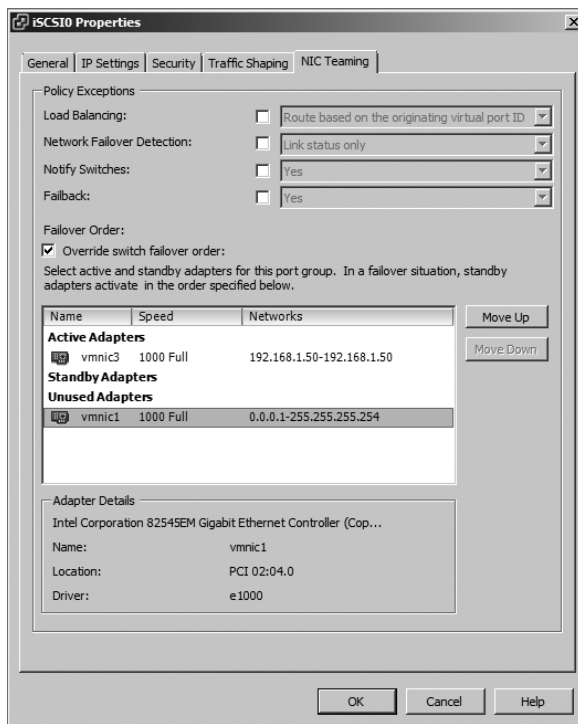 iSCSI0 Properties
General IP Settings Security Traffic Shaping NIC Teaming
Policy Exceptions
Load Balancing: Route based on the originating virtual port ID
Network Failover Detection: Link status only
Notify Switches: Yes
Failback: Yes
Failover Order:
Override switch failover order:
Select active and standby adapters for this port group. In a failover situation, standby
adapters activate in the order specified below.
Name Speed Networks Move Up
Active Adapters
vmnic3 1000 Full 192.168.1.50-192.168.1.50 Move Down
Standby Adapters
Unused Adapters
vmnic1 1000 Full 0.0.0.1-255.255.255.254
Adapter Details
Intel Corporation 82545EM Gigabit Ethernet Controller (Cop...
Name: vmnic1
Location: PCI 02:04.0
Driver: e1000
OK Cancel Help